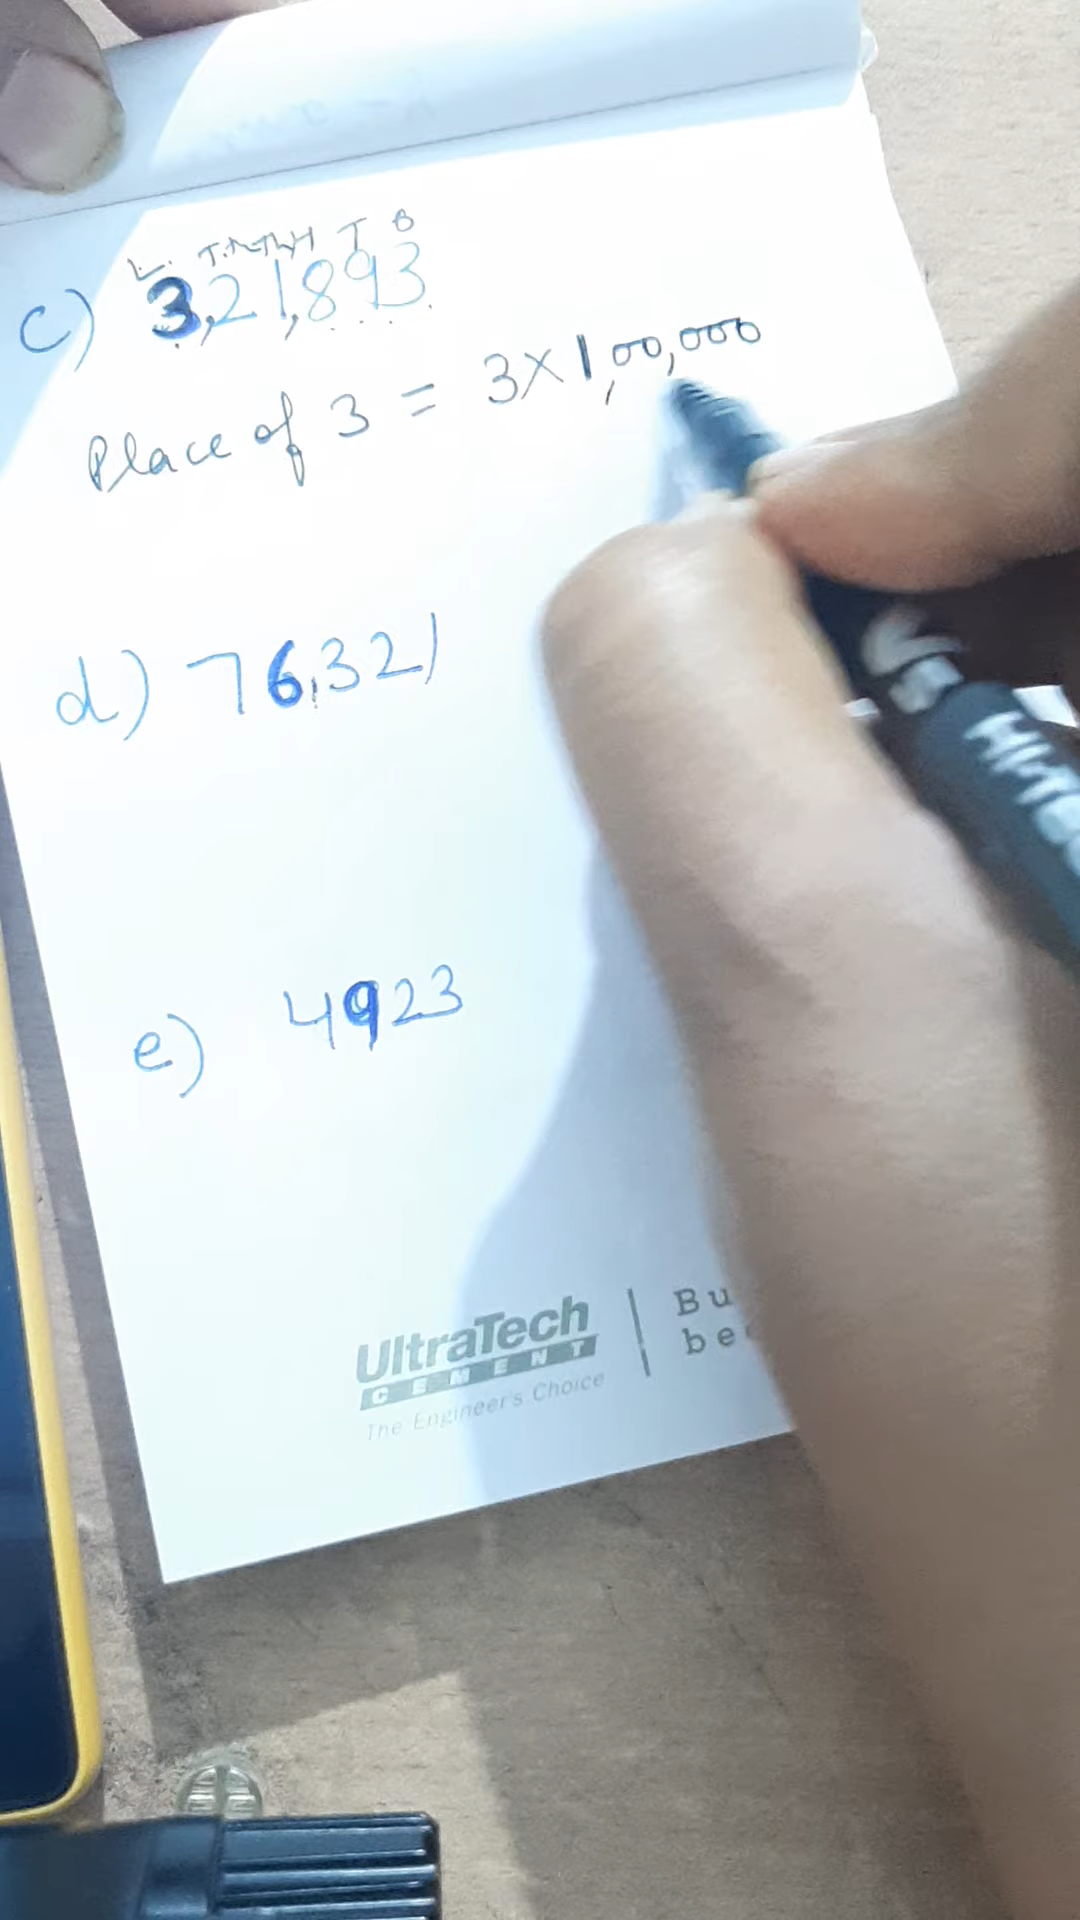 L. T.Th Th H T O
c) 3,21,893
Place of 3 = 3×1,00,000
d) 76,321
e) 4923
UltraTech
CEMENT
The Engineer's Choice
Bu
be